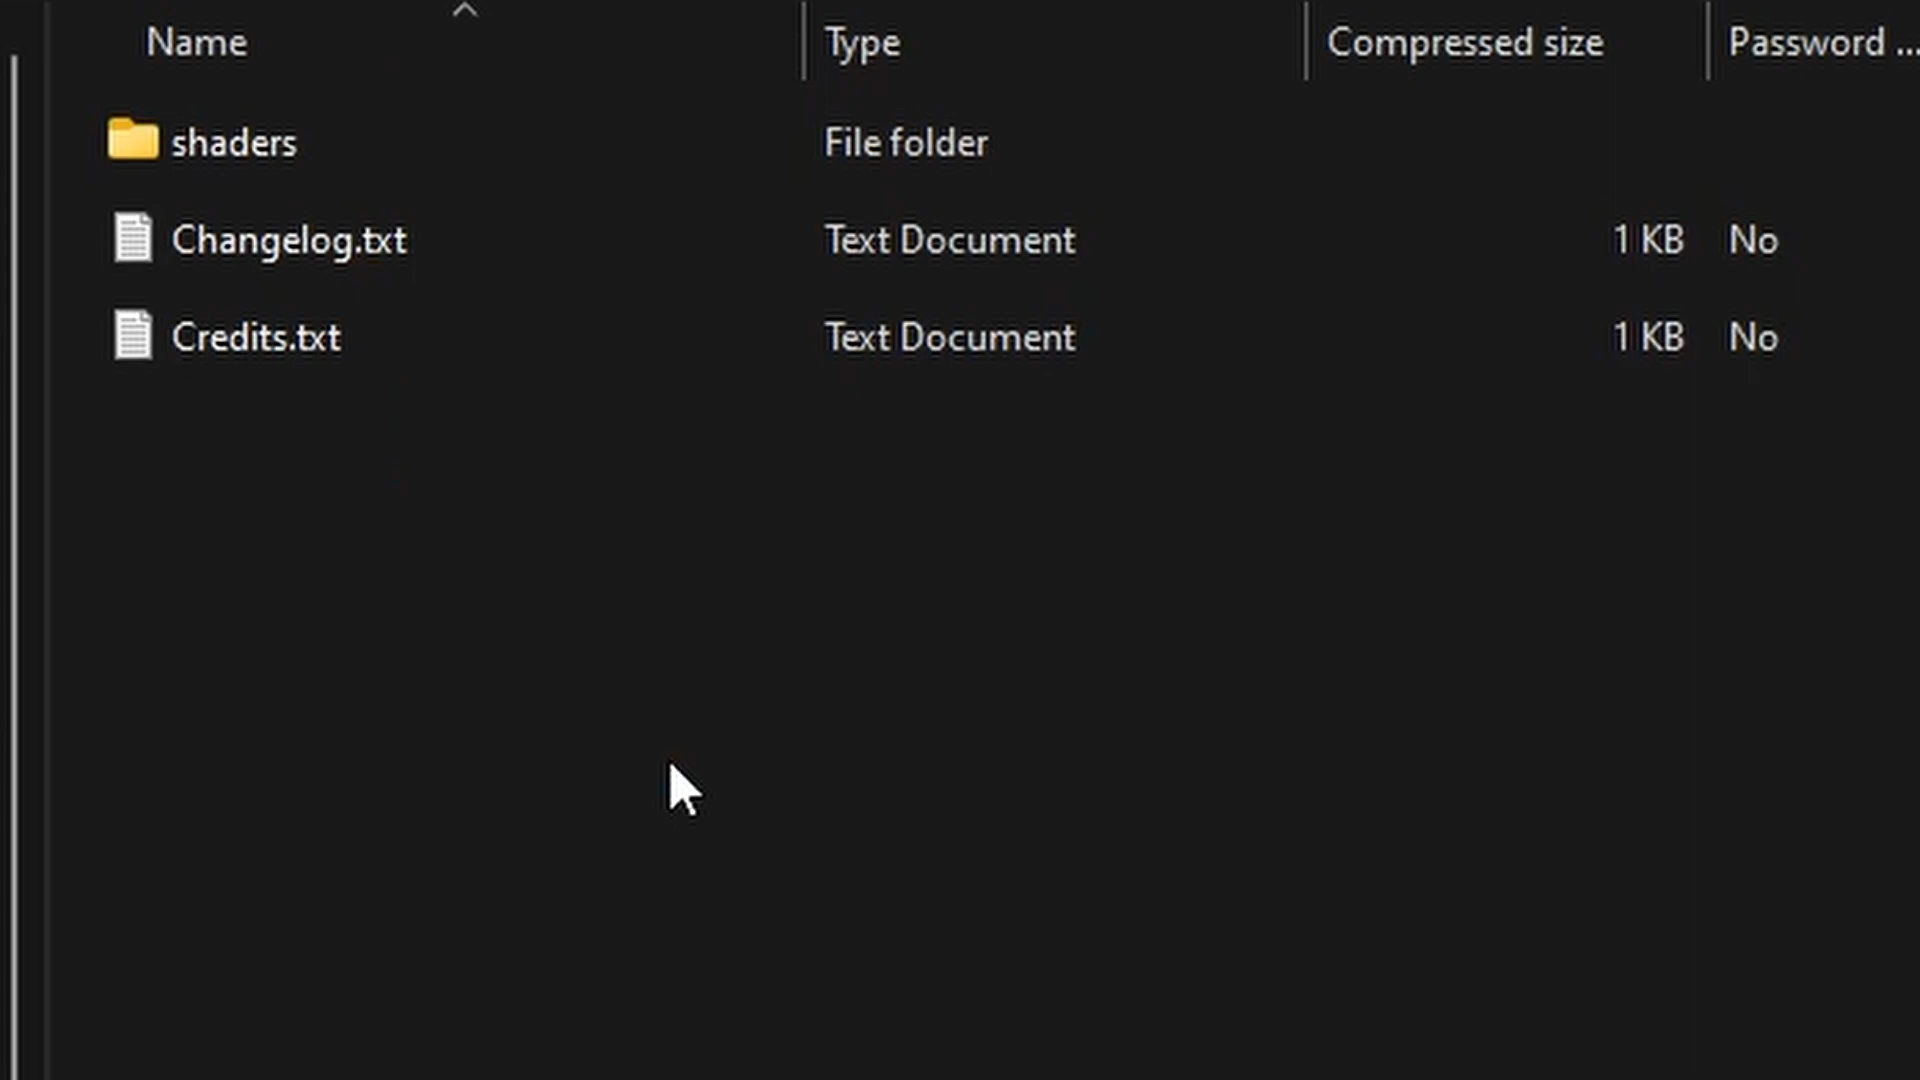 Name Type Compressed size Password ...
shaders File folder
Changelog.txt Text Document 1 KB No
Credits.txt Text Document 1 KB No